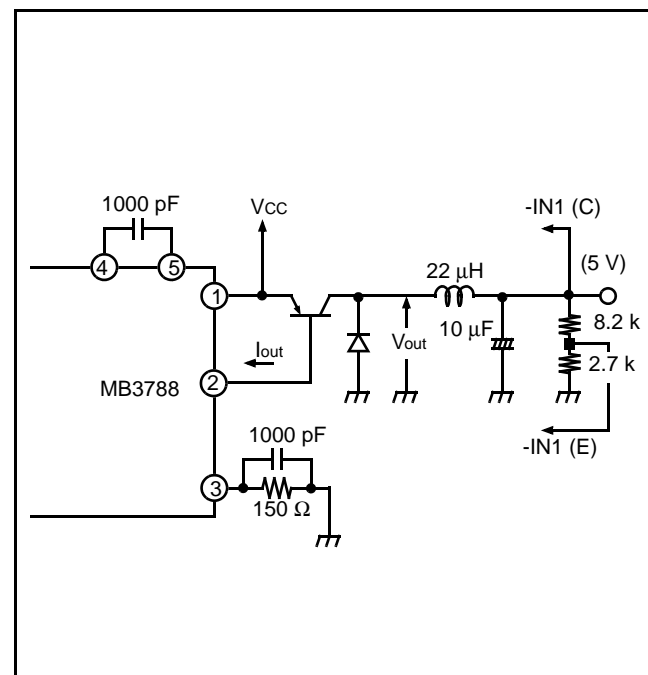 1000 pF
VCC
-IN1 (C)
4
5
22 μH
(5 V)
1
8.2 k
10 μF
Vout
Iout
2.7 k
2
MB3788
-IN1 (E)
1000 pF
3
150 Ω